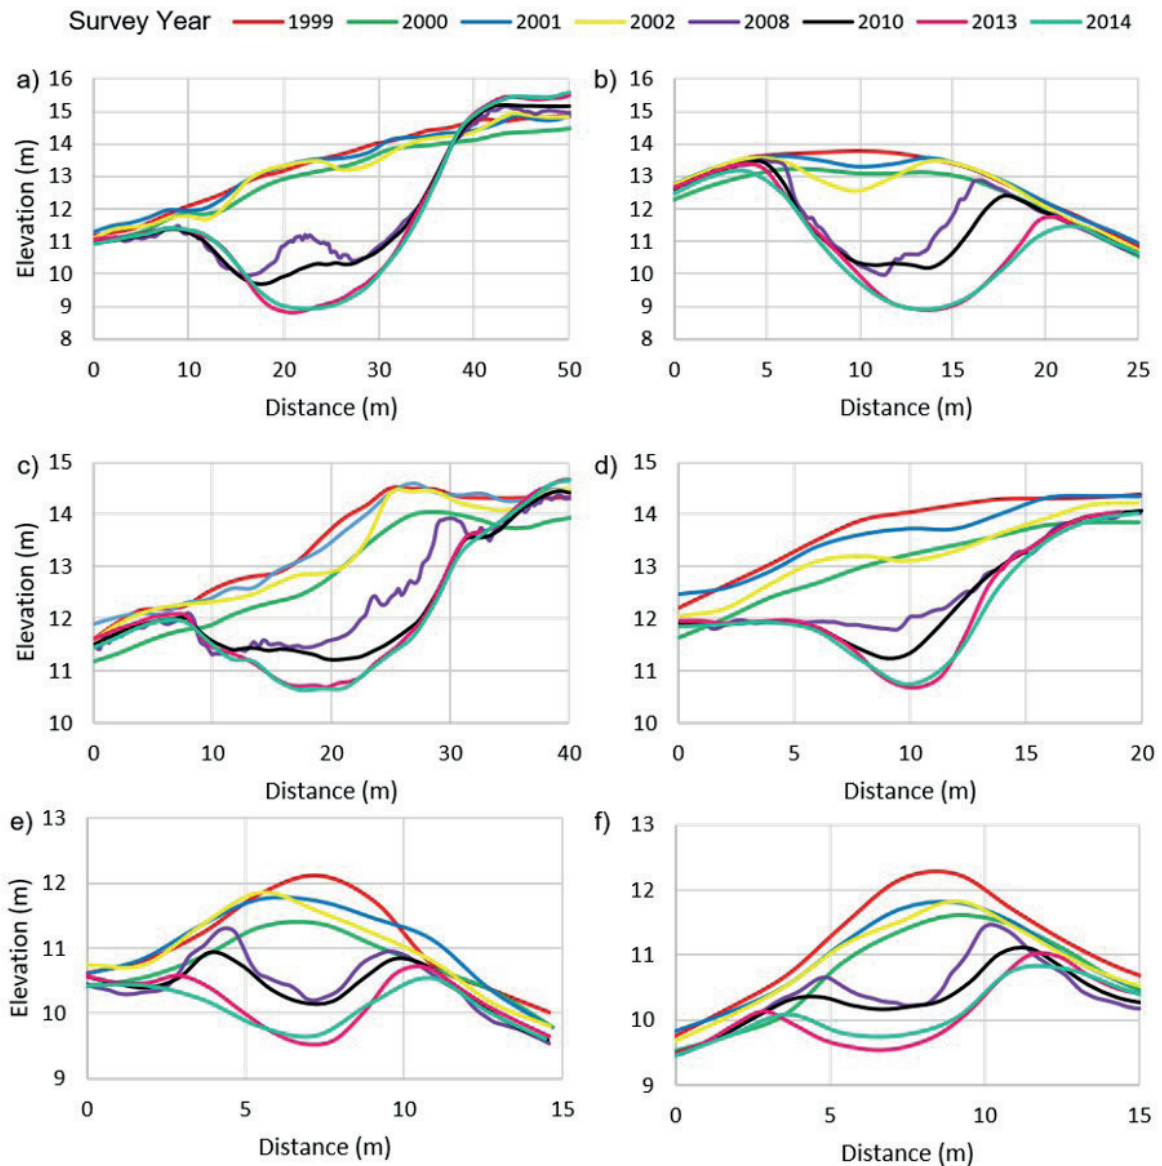 Survey Year 1999 2000 2001 2002 2008 2010 2013 2014
a)
16
15
14
13
12
11
10
9
8
Elevation (m)
0 10 20 30 40 50
Distance (m)
b)
16
15
14
13
12
11
10
9
8
0 5 10 15 20 25
Distance (m)
c)
15
14
13
12
11
10
Elevation (m)
0 10 20 30 40
Distance (m)
d)
15
14
13
12
11
10
0 5 10 15 20
Distance (m)
e)
13
12
11
10
9
Elevation (m)
0 5 10 15
Distance (m)
f)
13
12
11
10
9
0 5 10 15
Distance (m)